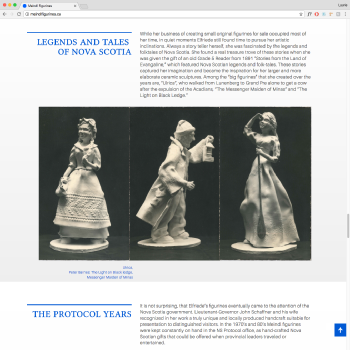 Meindl figurines
meindlfigurines.ca
LEGENDS AND TALES
OF NOVA SCOTIA
While her business of creating small original figurines for sale occupied most of
her time, in quiet moments Elfriede still found time to pursue her artistic
inclinations. Always a story teller herself, she was fascinated by the legends and
folktales of Nova Scotia. She found a real treasure trove of these stories when she
was given the gift of an old Grade 5 Reader from 1891 "Stories from the Land of
Evangeline," which featured Nova Scotian legends and folk-tales. These stories
captured her imagination and became the inspiration for her larger and more
elaborate ceramic sculptures. Among the "big figurines" that she created over the
years are, "Ulrica", who walked from Lunenberg to Grand Pre alone to get a cow
after the expulsion of the Acadians, "The Messenger Maiden of Minas" and "The
Light on Black Ledge."
Ulrica,
Peter Barnes: The Light on Black ledge,
Messenger Maiden of Minas
THE PROTOCOL YEARS
It is not surprising, that Elfriede's figurines eventually came to the attention of the
Nova Scotia government. Lieutenant-Governor John Schaffner and his wife
recognized in her work a truly unique and locally produced handcraft suitable for
presentation to distinguished visitors. In the 1970's and 80's Meindl figurines
were kept constantly on hand in the NS Protocol office, as hand-crafted Nova
Scotian gifts that could be offered when provincial leaders traveled or
entertained.